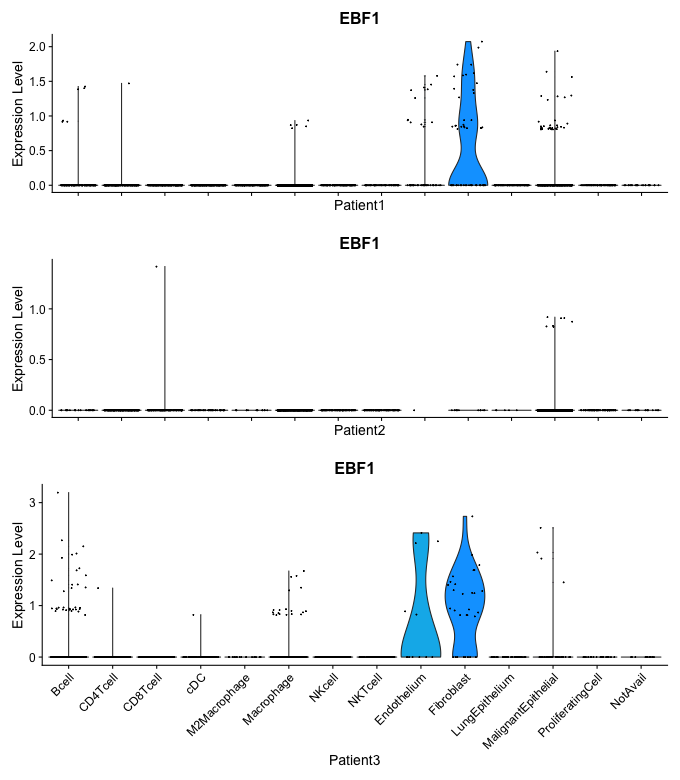 EBF1
Expression Level
2.0
1.5
1.0
0.5
0.0
Patient1
EBF1
Expression Level
1.0
0.5
0.0
Patient2
EBF1
Expression Level
3
2
1
0
Bcell
CD4Tcell
CD8Tcell
cDC
M2Macrophage
Macrophage
NKcell
NKTcell
Endothelium
Fibroblast
LungEpithelium
MalignantEpithelial
ProliferatingCell
NotAvail
Patient3